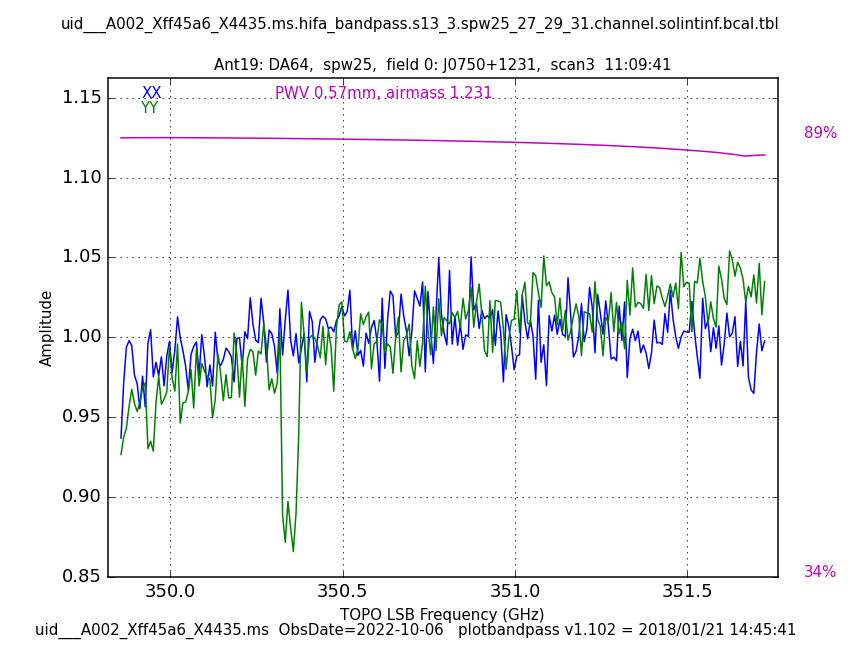 uid___A002_Xff45a6_X4435.ms.hifa_bandpass.s13_3.spw25_27_29_31.channel.solintinf.bcal.tbl
Ant19: DA64, spw25, field 0: J0750+1231, scan3 11:09:41
XX
YY
PWV 0.57mm, airmass 1.231
1.15
1.10
1.05
1.00
0.95
0.90
0.85
Amplitude
89%
34%
350.0 350.5 351.0 351.5
TOPO LSB Frequency (GHz)
uid___A002_Xff45a6_X4435.ms ObsDate=2022-10-06 plotbandpass v1.102 = 2018/01/21 14:45:41